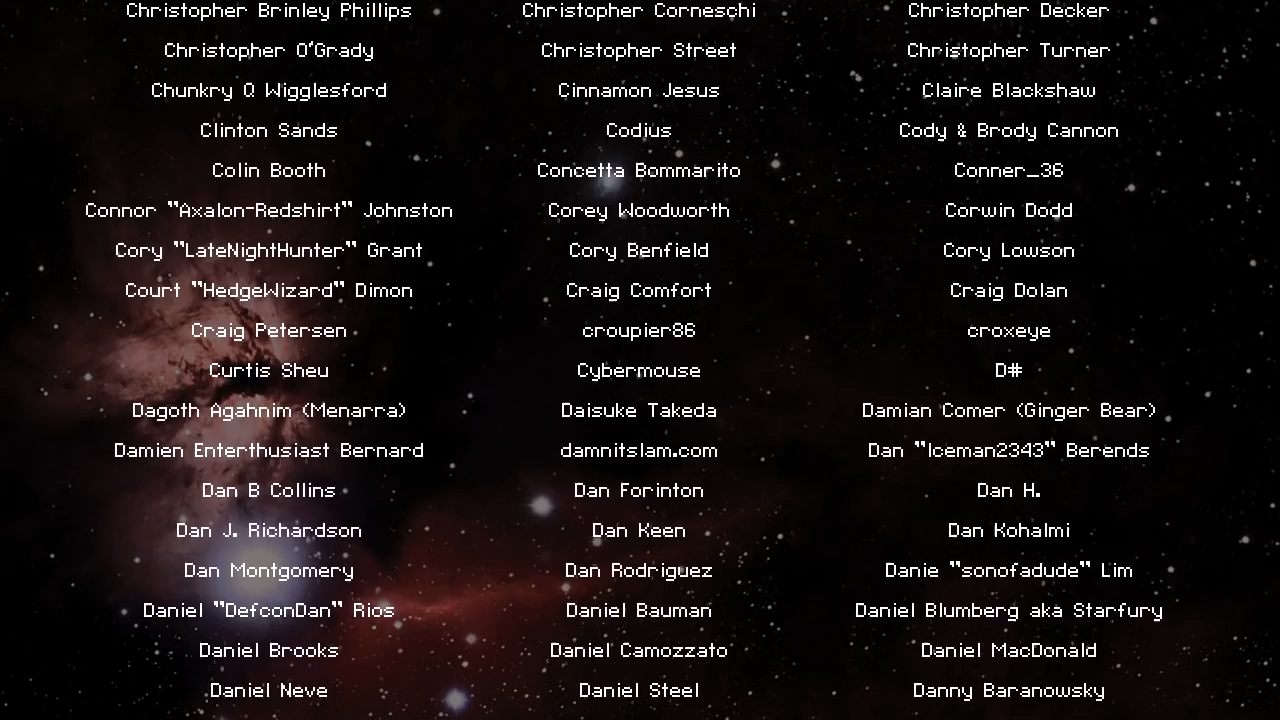 Christopher Brinley Phillips Christopher Corneschi Christopher Decker
Christopher O'Grady Christopher Street Christopher Turner
Chunkry Q Wigglesford Cinnamon Jesus Claire Blackshaw
Clinton Sands Codius Cody & Brody Cannon
Colin Booth Concetta Bommarito Conner_36
Connor "Axalon-Redshirt" Johnston Corey Woodworth Corwin Dodd
Cory "LateNightHunter" Grant Cory Benfield Cory Lowson
Court "HedgeWizard" Dimon Craig Comfort Craig Dolan
Craig Petersen croupier86 croxeye
Curtis Sheu Cybermouse D#
Dagoth Agahnim (Menarra) Daisuke Takeda Damian Comer (Ginger Bear)
Damien Enterthusiast Bernard damnitslam.com Dan "Iceman2343" Berends
Dan B Collins Dan Forinton Dan H.
Dan J. Richardson Dan Keen Dan Kohalmi
Dan Montgomery Dan Rodriguez Danie "sonofadude" Lim
Daniel "DefconDan" Rios Daniel Bauman Daniel Blumberg aka Starfury
Daniel Brooks Daniel Camozzato Daniel MacDonald
Daniel Neve Daniel Steel Danny Baranowsky